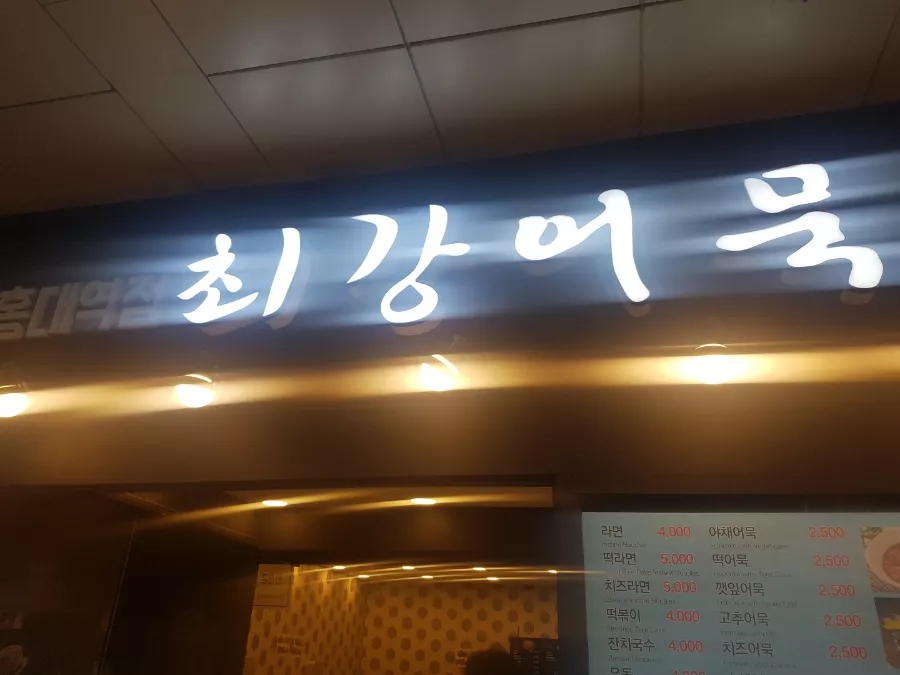 홍대역점 최강어묵
라면 4,000 야채어묵 2,500
떡라면 5,000 떡어묵 2,500
치즈라면 5,000 깻잎어묵 2,500
떡볶이 4,000 고추어묵 2,500
잔치국수 4,000 치즈어묵 2,500
우동